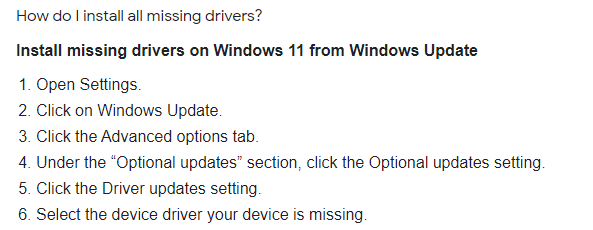 How do I install all missing drivers?
Install missing drivers on Windows 11 from Windows Update
1. Open Settings.
2. Click on Windows Update.
3. Click the Advanced options tab.
4. Under the “Optional updates” section, click the Optional updates setting.
5. Click the Driver updates setting.
6. Select the device driver your device is missing.